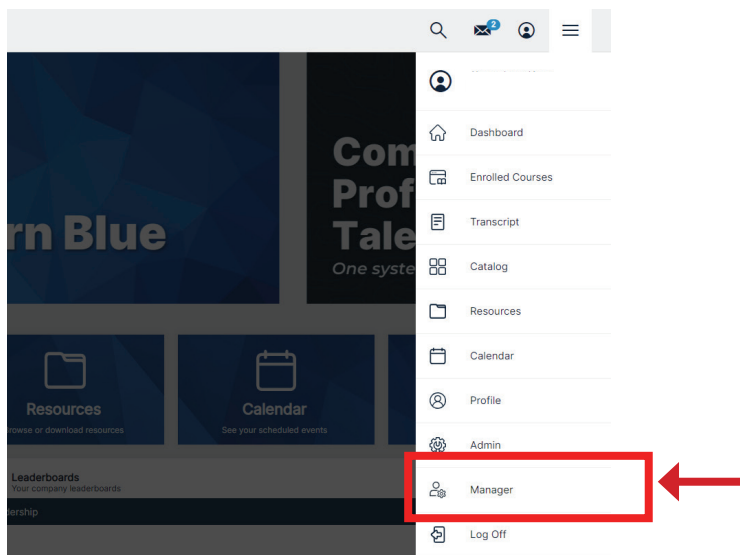 2
Dashboard
Enrolled Courses
Transcript
Catalog
Resources
Calendar
Profile
Admin
Manager
Log Off
rn Blue
Com
Prof
Tale
One syste
Resources
rowse or download resources
Calendar
See your scheduled events
Leaderboards
Your company leaderboards
dership